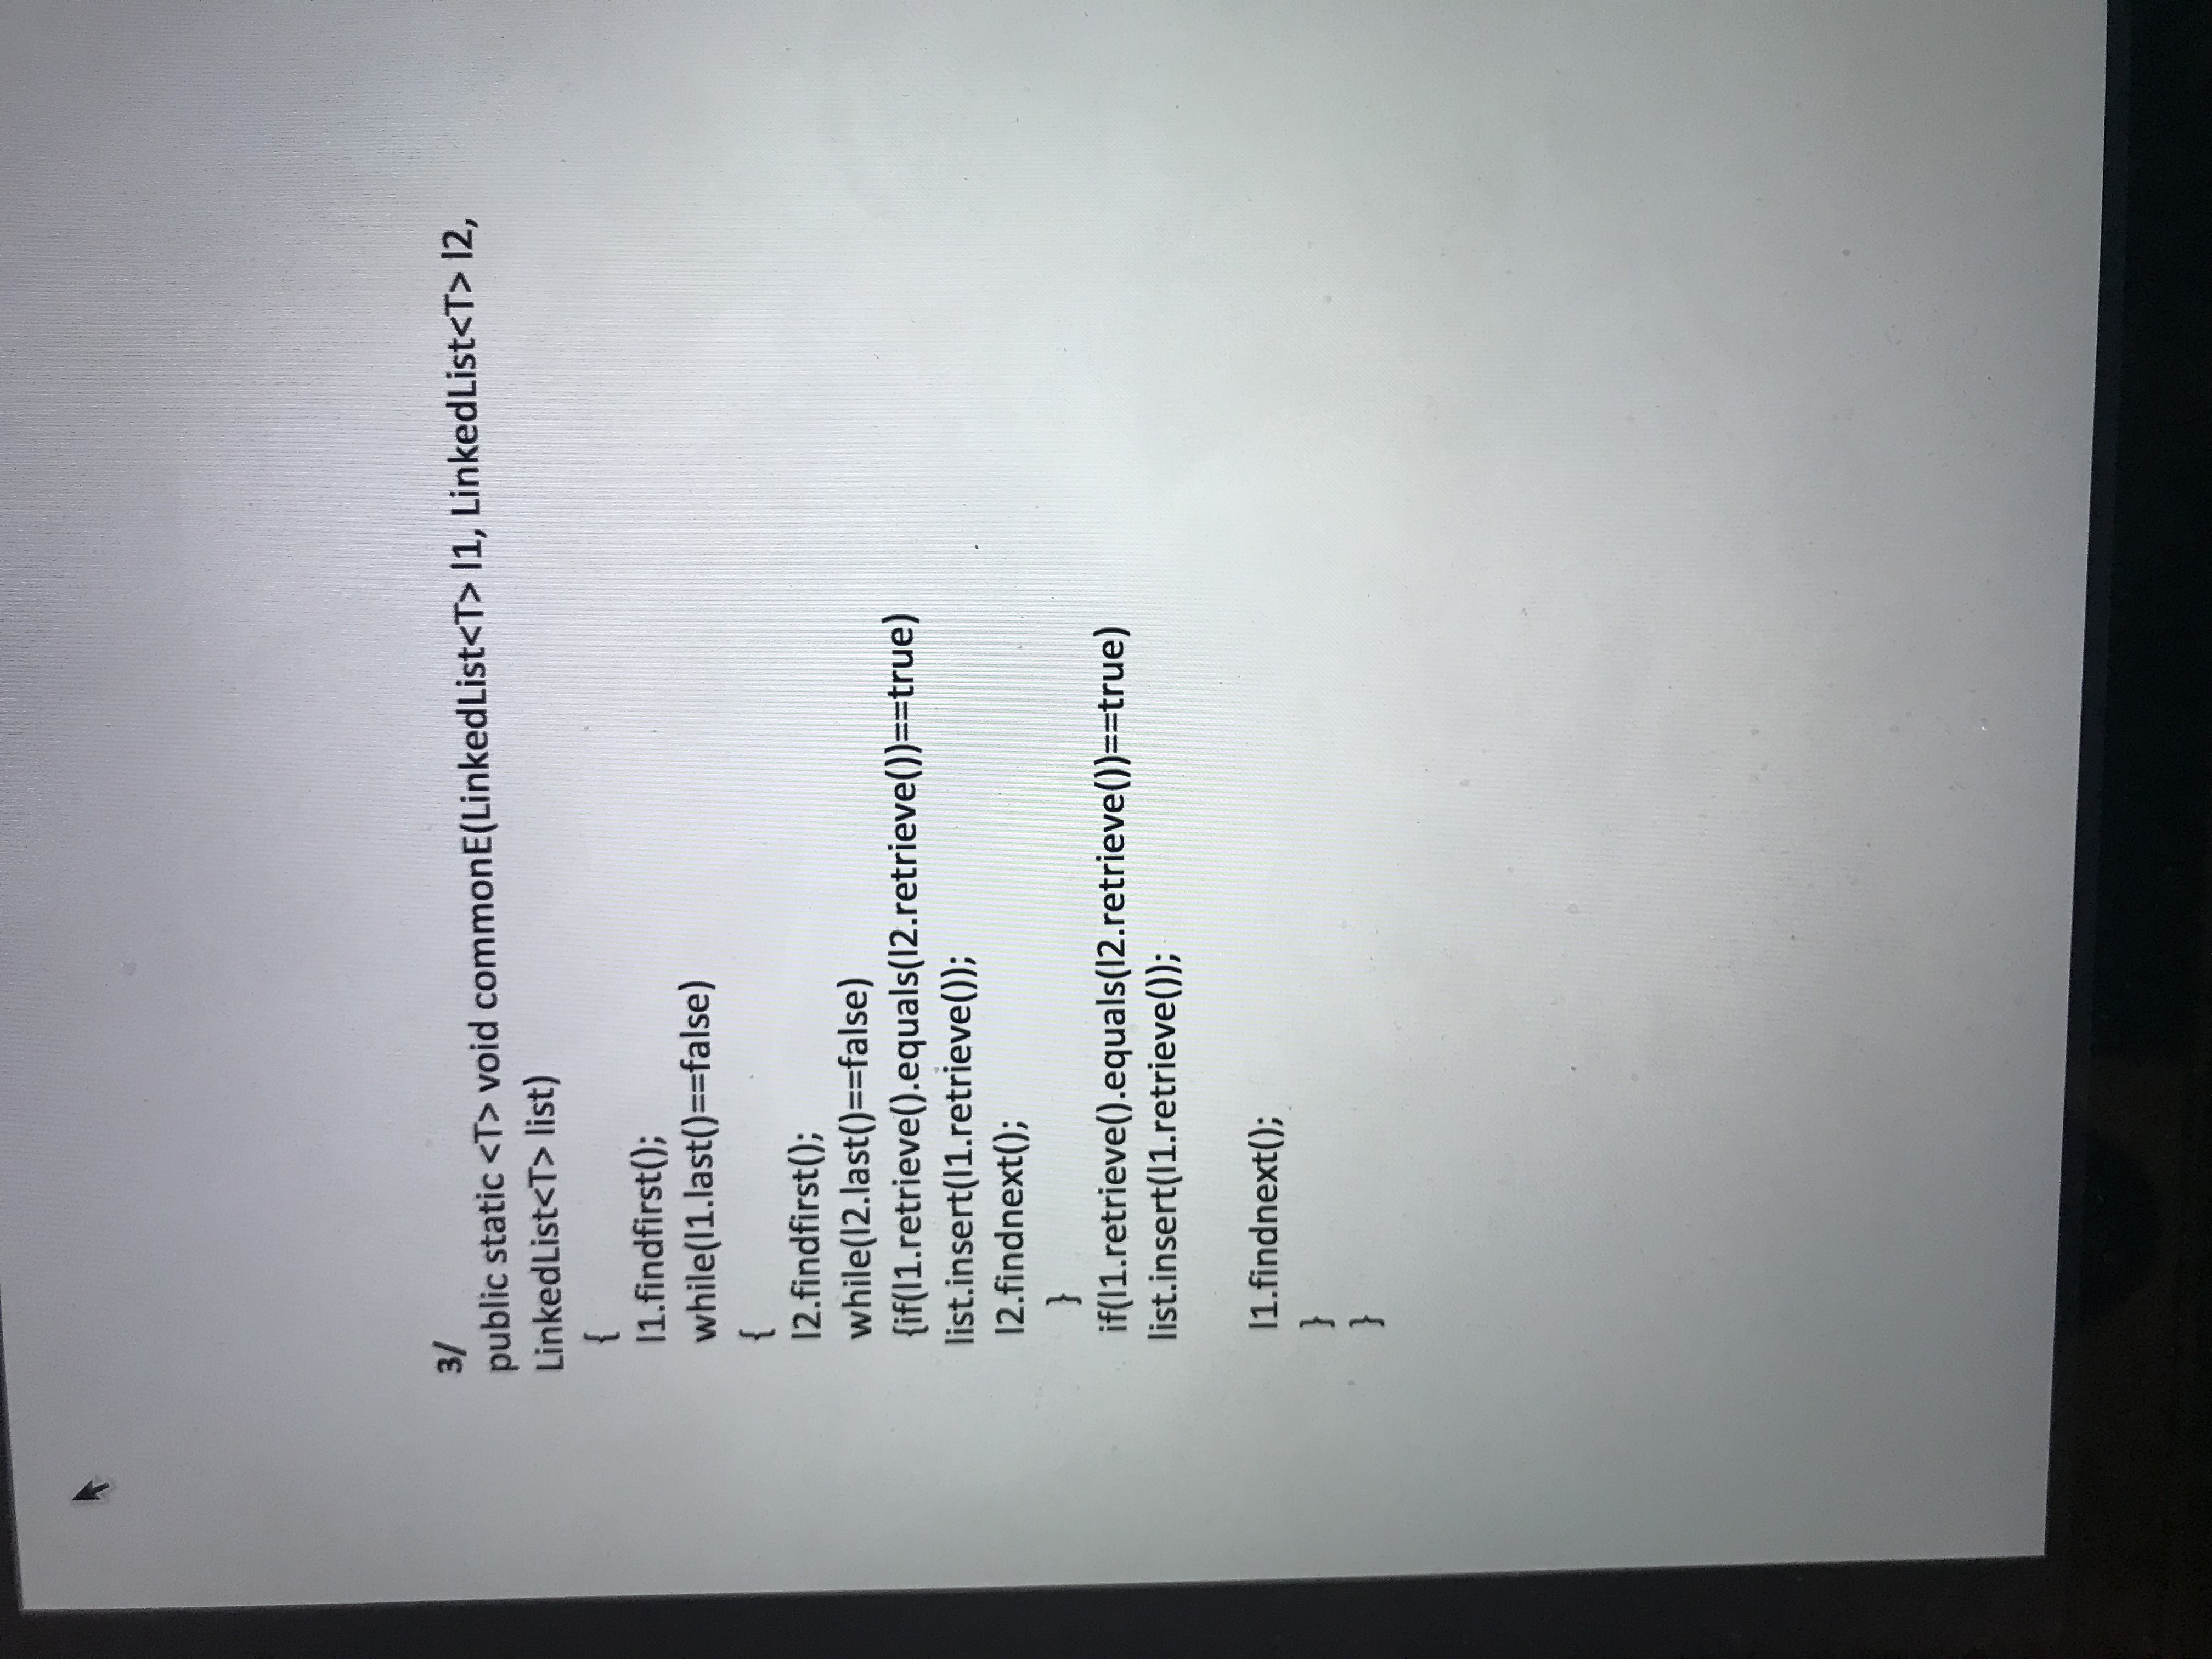 3/
public static <T> void commonE(LinkedList<T> l1, LinkedList<T> l2,
LinkedList<T> list)
{
l1.findfirst();
while(l1.last()==false)
{
l2.findfirst();
while(l2.last()==false)
{if(l1.retrieve().equals(l2.retrieve())==true)
list.insert(l1.retrieve());
l2.findnext();
}
if(l1.retrieve().equals(l2.retrieve())==true)
list.insert(l1.retrieve());
l1.findnext();
}
}